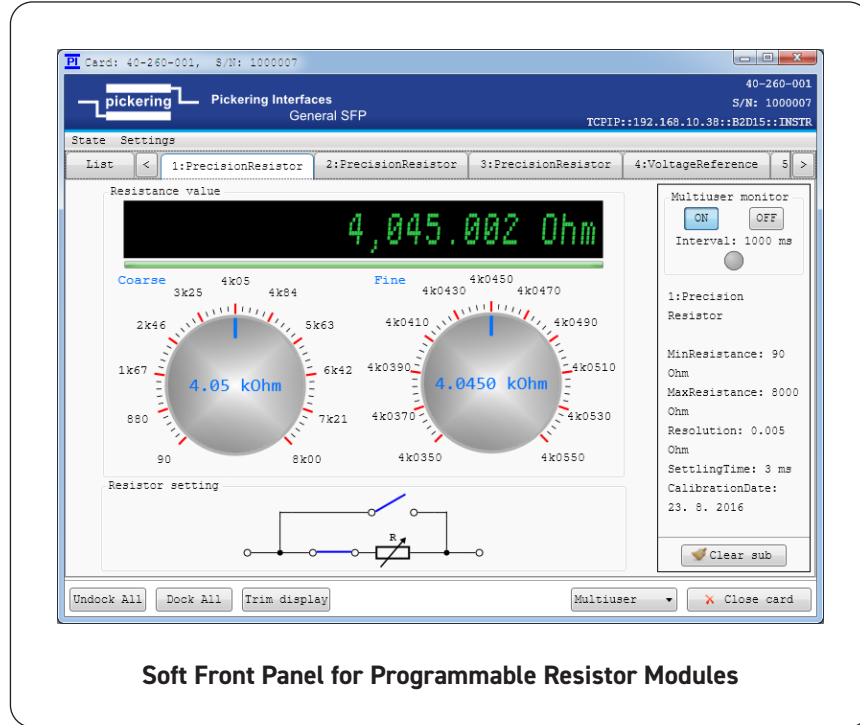 PI Card: 40-260-001, S/N: 1000007
40-260-001
pickering Pickering Interfaces
S/N: 1000007
General SFP
TCPIP::192.168.10.38::B2D15::INSTR
State Settings
List < 1:PrecisionResistor 2:PrecisionResistor 3:PrecisionResistor 4:VoltageReference 5 >
Resistance value
4,045.002 Ohm
Coarse
4k05
3k25
4k84
2k46
5k63
1k67
6k42
880
7k21
90
8k00
4.05 kOhm
Fine
4k0450
4k0430
4k0470
4k0410
4k0490
4k0390
4k0510
4k0370
4k0530
4k0350
4k0550
4.0450 kOhm
Resistor setting
R
Multiuser monitor
ON OFF
Interval: 1000 ms
1:Precision
Resistor
MinResistance: 90
Ohm
MaxResistance: 8000
Ohm
Resolution: 0.005
Ohm
SettlingTime: 3 ms
CalibrationDate:
23. 8. 2016
Clear sub
Undock All Dock All Trim display Multiuser Close card
Soft Front Panel for Programmable Resistor Modules